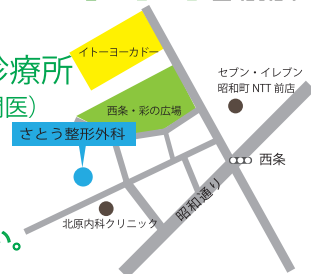 イトーヨーカドー
診療所
セブン・イレブン
昭和町 NTT 前店
西条・彩の広場
さとう整形外科
西条
昭和通り
北原内科クリニック
い。